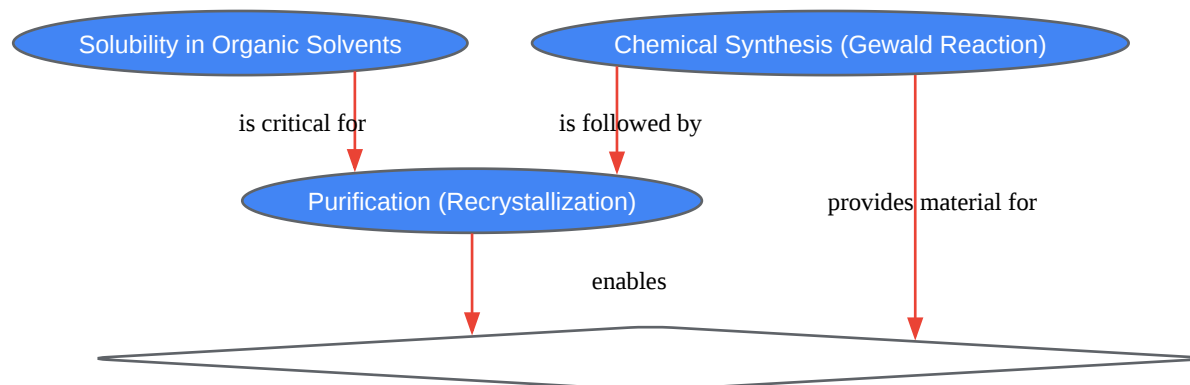 Solubility in Organic Solvents
Chemical Synthesis (Gewald Reaction)
is critical for
is followed by
Purification (Recrystallization)
provides material for
enables